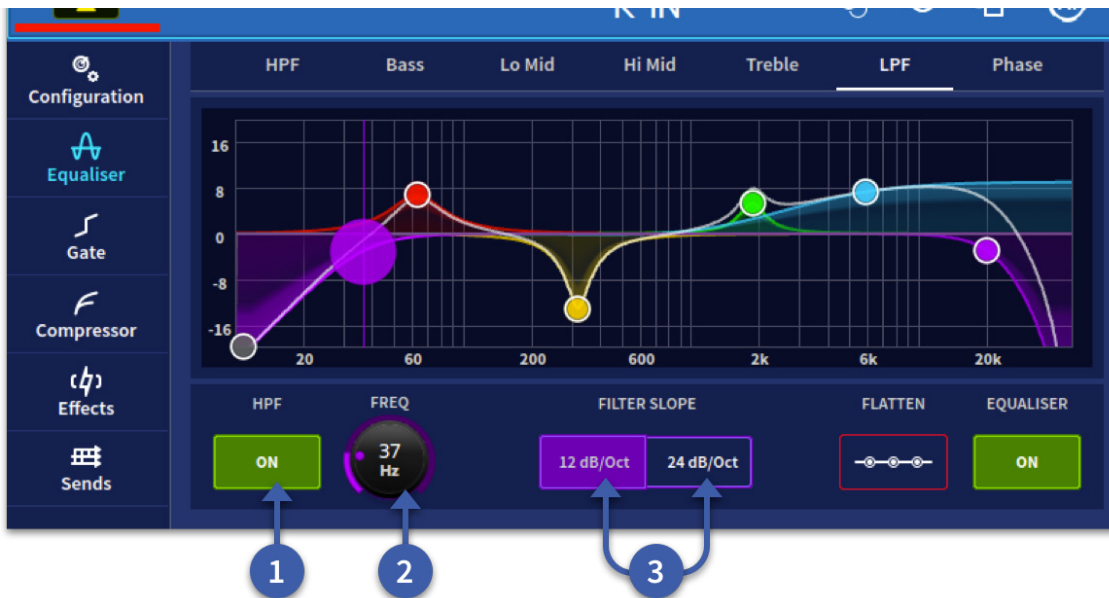 K IN
HPF Bass Lo Mid Hi Mid Treble LPF Phase
Configuration
Equaliser
Gate
Compressor
Effects
Sends
16
8
0
-8
-16
20 60 200 600 2k 6k 20k
HPF FREQ FILTER SLOPE FLATTEN EQUALISER
ON 37 Hz 12 dB/Oct 24 dB/Oct ON
1 2 3